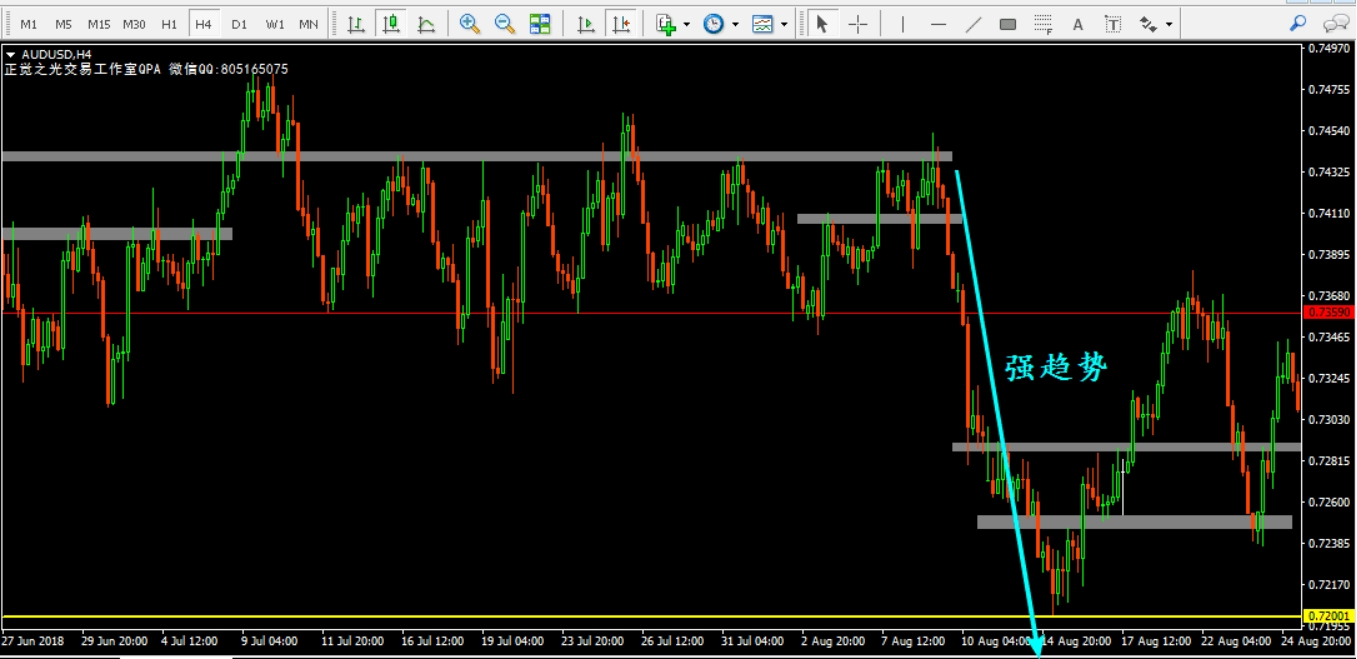 M1 M5 M15 M30 H1 H4 D1 W1 MN
A T
AUDUSD,H4
正觉之光交易工作室QPA 微信QQ:805165075
0.74970
0.74755
0.74540
0.74325
0.74110
0.73895
0.73680
0.73590
0.73465
强趋势
0.73245
0.73030
0.72815
0.72600
0.72385
0.72170
0.72001
0.71955
27 Jun 2018 29 Jun 20:00 4 Jul 12:00 9 Jul 04:00 11 Jul 20:00 16 Jul 12:00 19 Jul 04:00 23 Jul 20:00 26 Jul 12:00 31 Jul 04:00 2 Aug 20:00 7 Aug 12:00 10 Aug 04:00 14 Aug 20:00 17 Aug 12:00 22 Aug 04:00 24 Aug 20:00